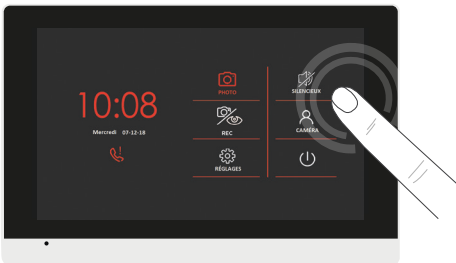 10:08
Mercredi 07-12-18
PHOTO
SILENCIEUX
REC
CAMÉRA
RÉGLAGES